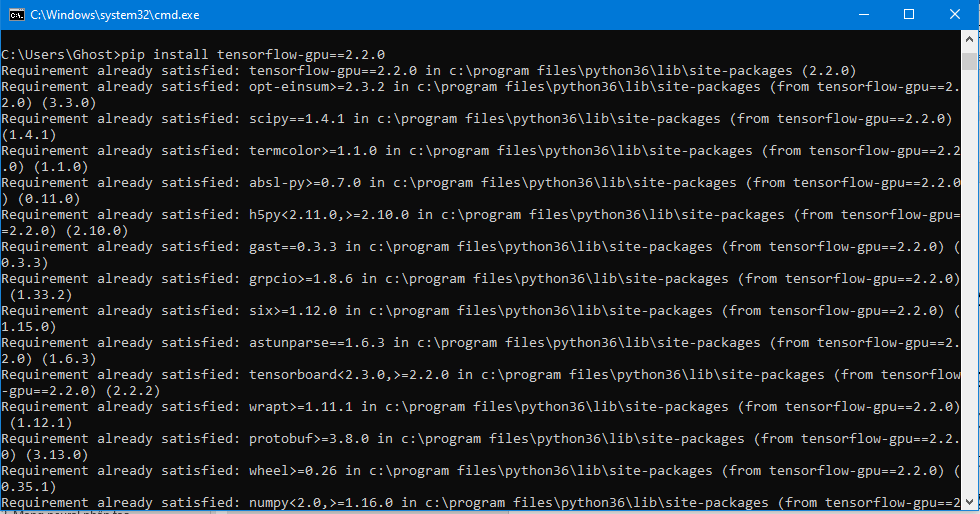 C:\Windows\system32\cmd.exe
C:\Users\Ghost>pip install tensorflow-gpu==2.2.0
Requirement already satisfied: tensorflow-gpu==2.2.0 in c:\program files\python36\lib\site-packages (2.2.0)
Requirement already satisfied: opt-einsum>=2.3.2 in c:\program files\python36\lib\site-packages (from tensorflow-gpu==2.
2.0) (3.3.0)
Requirement already satisfied: scipy==1.4.1 in c:\program files\python36\lib\site-packages (from tensorflow-gpu==2.2.0)
(1.4.1)
Requirement already satisfied: termcolor>=1.1.0 in c:\program files\python36\lib\site-packages (from tensorflow-gpu==2.2
.0) (1.1.0)
Requirement already satisfied: absl-py>=0.7.0 in c:\program files\python36\lib\site-packages (from tensorflow-gpu==2.2.0
) (0.11.0)
Requirement already satisfied: h5py<2.11.0,>=2.10.0 in c:\program files\python36\lib\site-packages (from tensorflow-gpu=
=2.2.0) (2.10.0)
Requirement already satisfied: gast==0.3.3 in c:\program files\python36\lib\site-packages (from tensorflow-gpu==2.2.0) (
0.3.3)
Requirement already satisfied: grpcio>=1.8.6 in c:\program files\python36\lib\site-packages (from tensorflow-gpu==2.2.0)
(1.33.2)
Requirement already satisfied: six>=1.12.0 in c:\program files\python36\lib\site-packages (from tensorflow-gpu==2.2.0) (
1.15.0)
Requirement already satisfied: astunparse==1.6.3 in c:\program files\python36\lib\site-packages (from tensorflow-gpu==2.
2.0) (1.6.3)
Requirement already satisfied: tensorboard<2.3.0,>=2.2.0 in c:\program files\python36\lib\site-packages (from tensorflow
-gpu==2.2.0) (2.2.2)
Requirement already satisfied: wrapt>=1.11.1 in c:\program files\python36\lib\site-packages (from tensorflow-gpu==2.2.0)
(1.12.1)
Requirement already satisfied: protobuf>=3.8.0 in c:\program files\python36\lib\site-packages (from tensorflow-gpu==2.2.
0) (3.13.0)
Requirement already satisfied: wheel>=0.26 in c:\program files\python36\lib\site-packages (from tensorflow-gpu==2.2.0) (
0.35.1)
Requirement already satisfied: numpy<2.0,>=1.16.0 in c:\program files\python36\lib\site-packages (from tensorflow-gpu==2